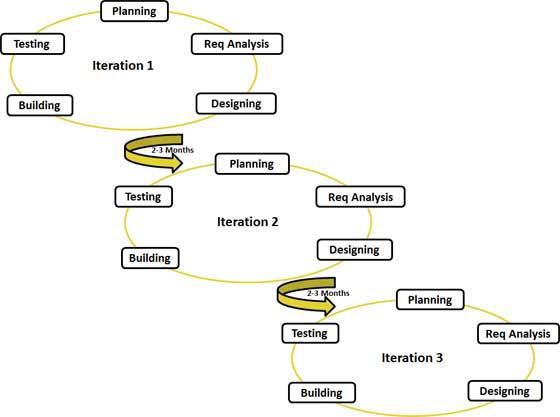 Planning
Testing
Req Analysis
Iteration 1
Building
Designing
2-3 Months
Planning
Testing
Req Analysis
Iteration 2
Building
Designing
2-3 Months
Planning
Testing
Req Analysis
Iteration 3
Building
Designing